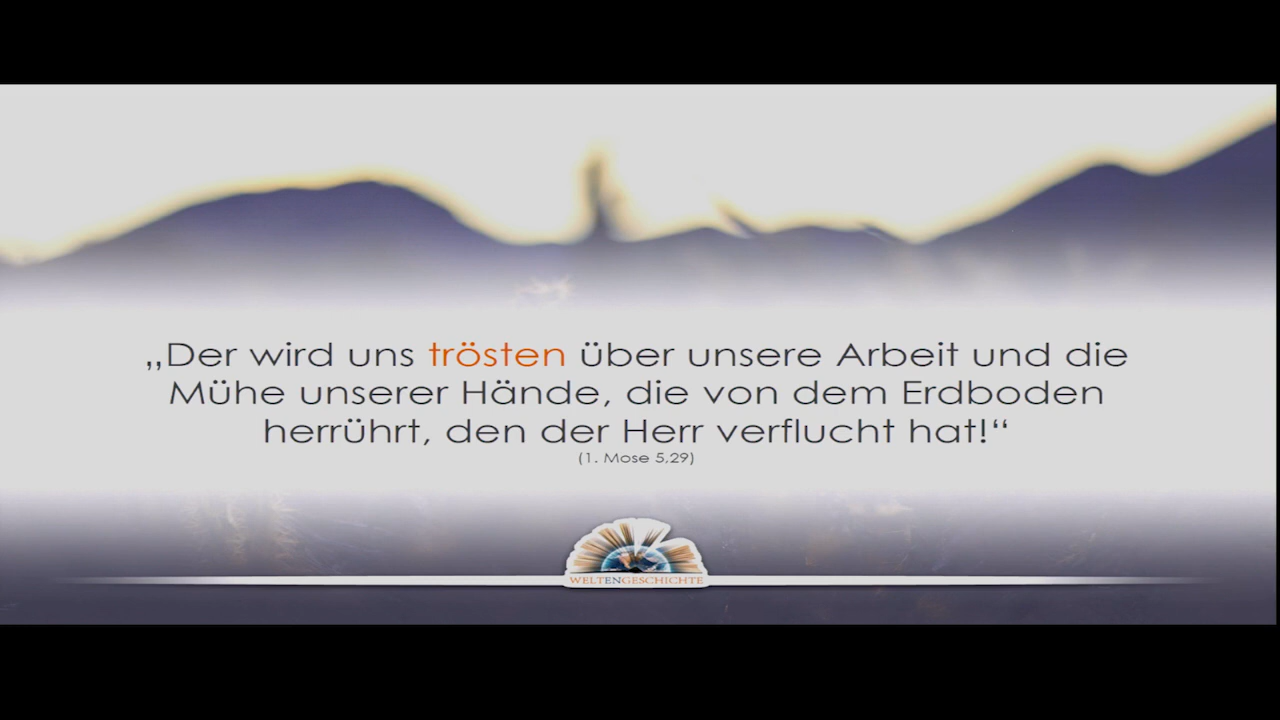 „Der wird uns trösten über unsere Arbeit und die
Mühe unserer Hände, die von dem Erdboden
herrührt, den der Herr verflucht hat!“
(1. Mose 5,29)
WELTENGESCHICHTE